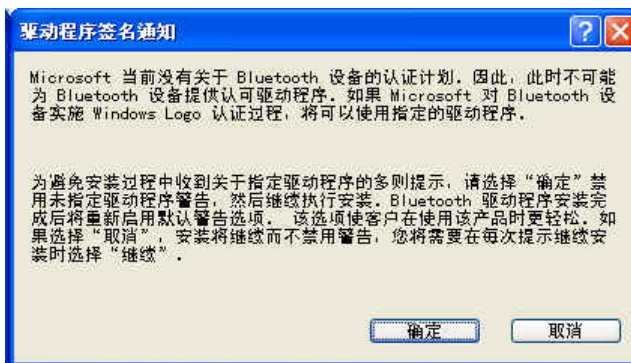 驱动程序签名通知
Microsoft 当前没有关于 Bluetooth 设备的认证计划. 因此, 此时不可能
为 Bluetooth 设备提供认可驱动程序. 如果 Microsoft 对 Bluetooth 设
备实施 Windows Logo 认证过程, 将可以使用指定的驱动程序.
为避免安装过程中收到关于指定驱动程序的多则提示, 请选择 “确定” 禁
用未指定驱动程序警告, 然后继续执行安装. Bluetooth 驱动程序安装完
成后将重新启用默认警告选项. 该选项使客户在使用该产品时更轻松. 如
果选择 “取消”, 安装将继续而不禁用警告, 您将需要在每次提示继续安
装时选择 “继续”.
确定
取消